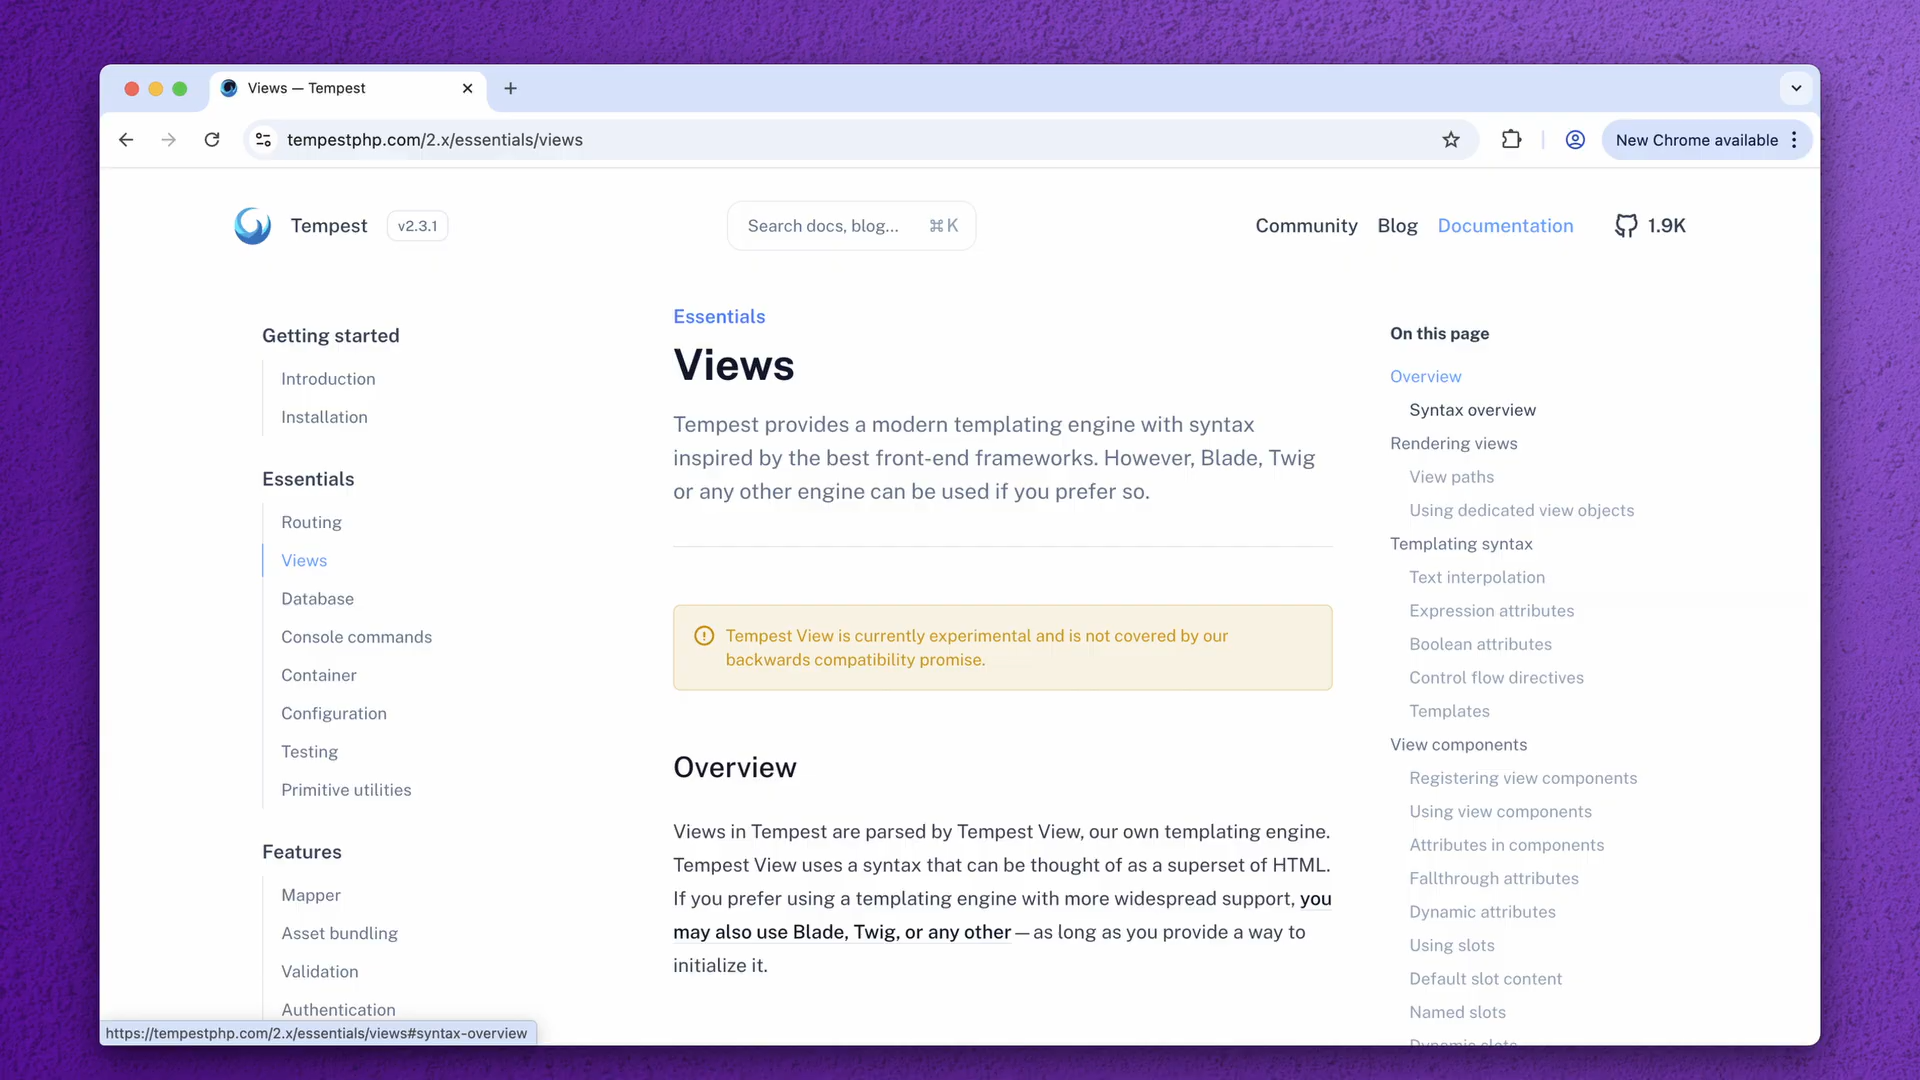 Views — Tempest
tempestphp.com/2.x/essentials/views
New Chrome available
Tempest
v2.3.1
Search docs, blog...
⌘K
Community
Blog
Documentation
1.9K
Getting started
Introduction
Installation
Essentials
Routing
Views
Database
Console commands
Container
Configuration
Testing
Primitive utilities
Features
Mapper
Asset bundling
Validation
Authentication
Essentials
Views
Tempest provides a modern templating engine with syntax
inspired by the best front-end frameworks. However, Blade, Twig
or any other engine can be used if you prefer so.
Tempest View is currently experimental and is not covered by our
backwards compatibility promise.
Overview
Views in Tempest are parsed by Tempest View, our own templating engine.
Tempest View uses a syntax that can be thought of as a superset of HTML.
If you prefer using a templating engine with more widespread support, you
may also use Blade, Twig, or any other — as long as you provide a way to
initialize it.
On this page
Overview
Syntax overview
Rendering views
View paths
Using dedicated view objects
Templating syntax
Text interpolation
Expression attributes
Boolean attributes
Control flow directives
Templates
View components
Registering view components
Using view components
Attributes in components
Fallthrough attributes
Dynamic attributes
Using slots
Default slot content
Named slots
Dynamic slots
https://tempestphp.com/2.x/essentials/views#syntax-overview